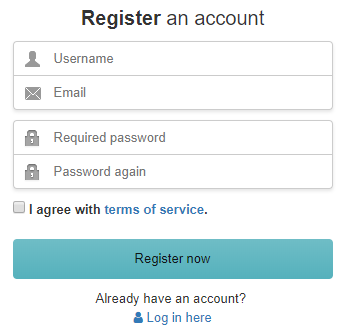 Register an account
Username
Email
Required password
Password again
I agree with terms of service.
Register now
Already have an account?
Log in here